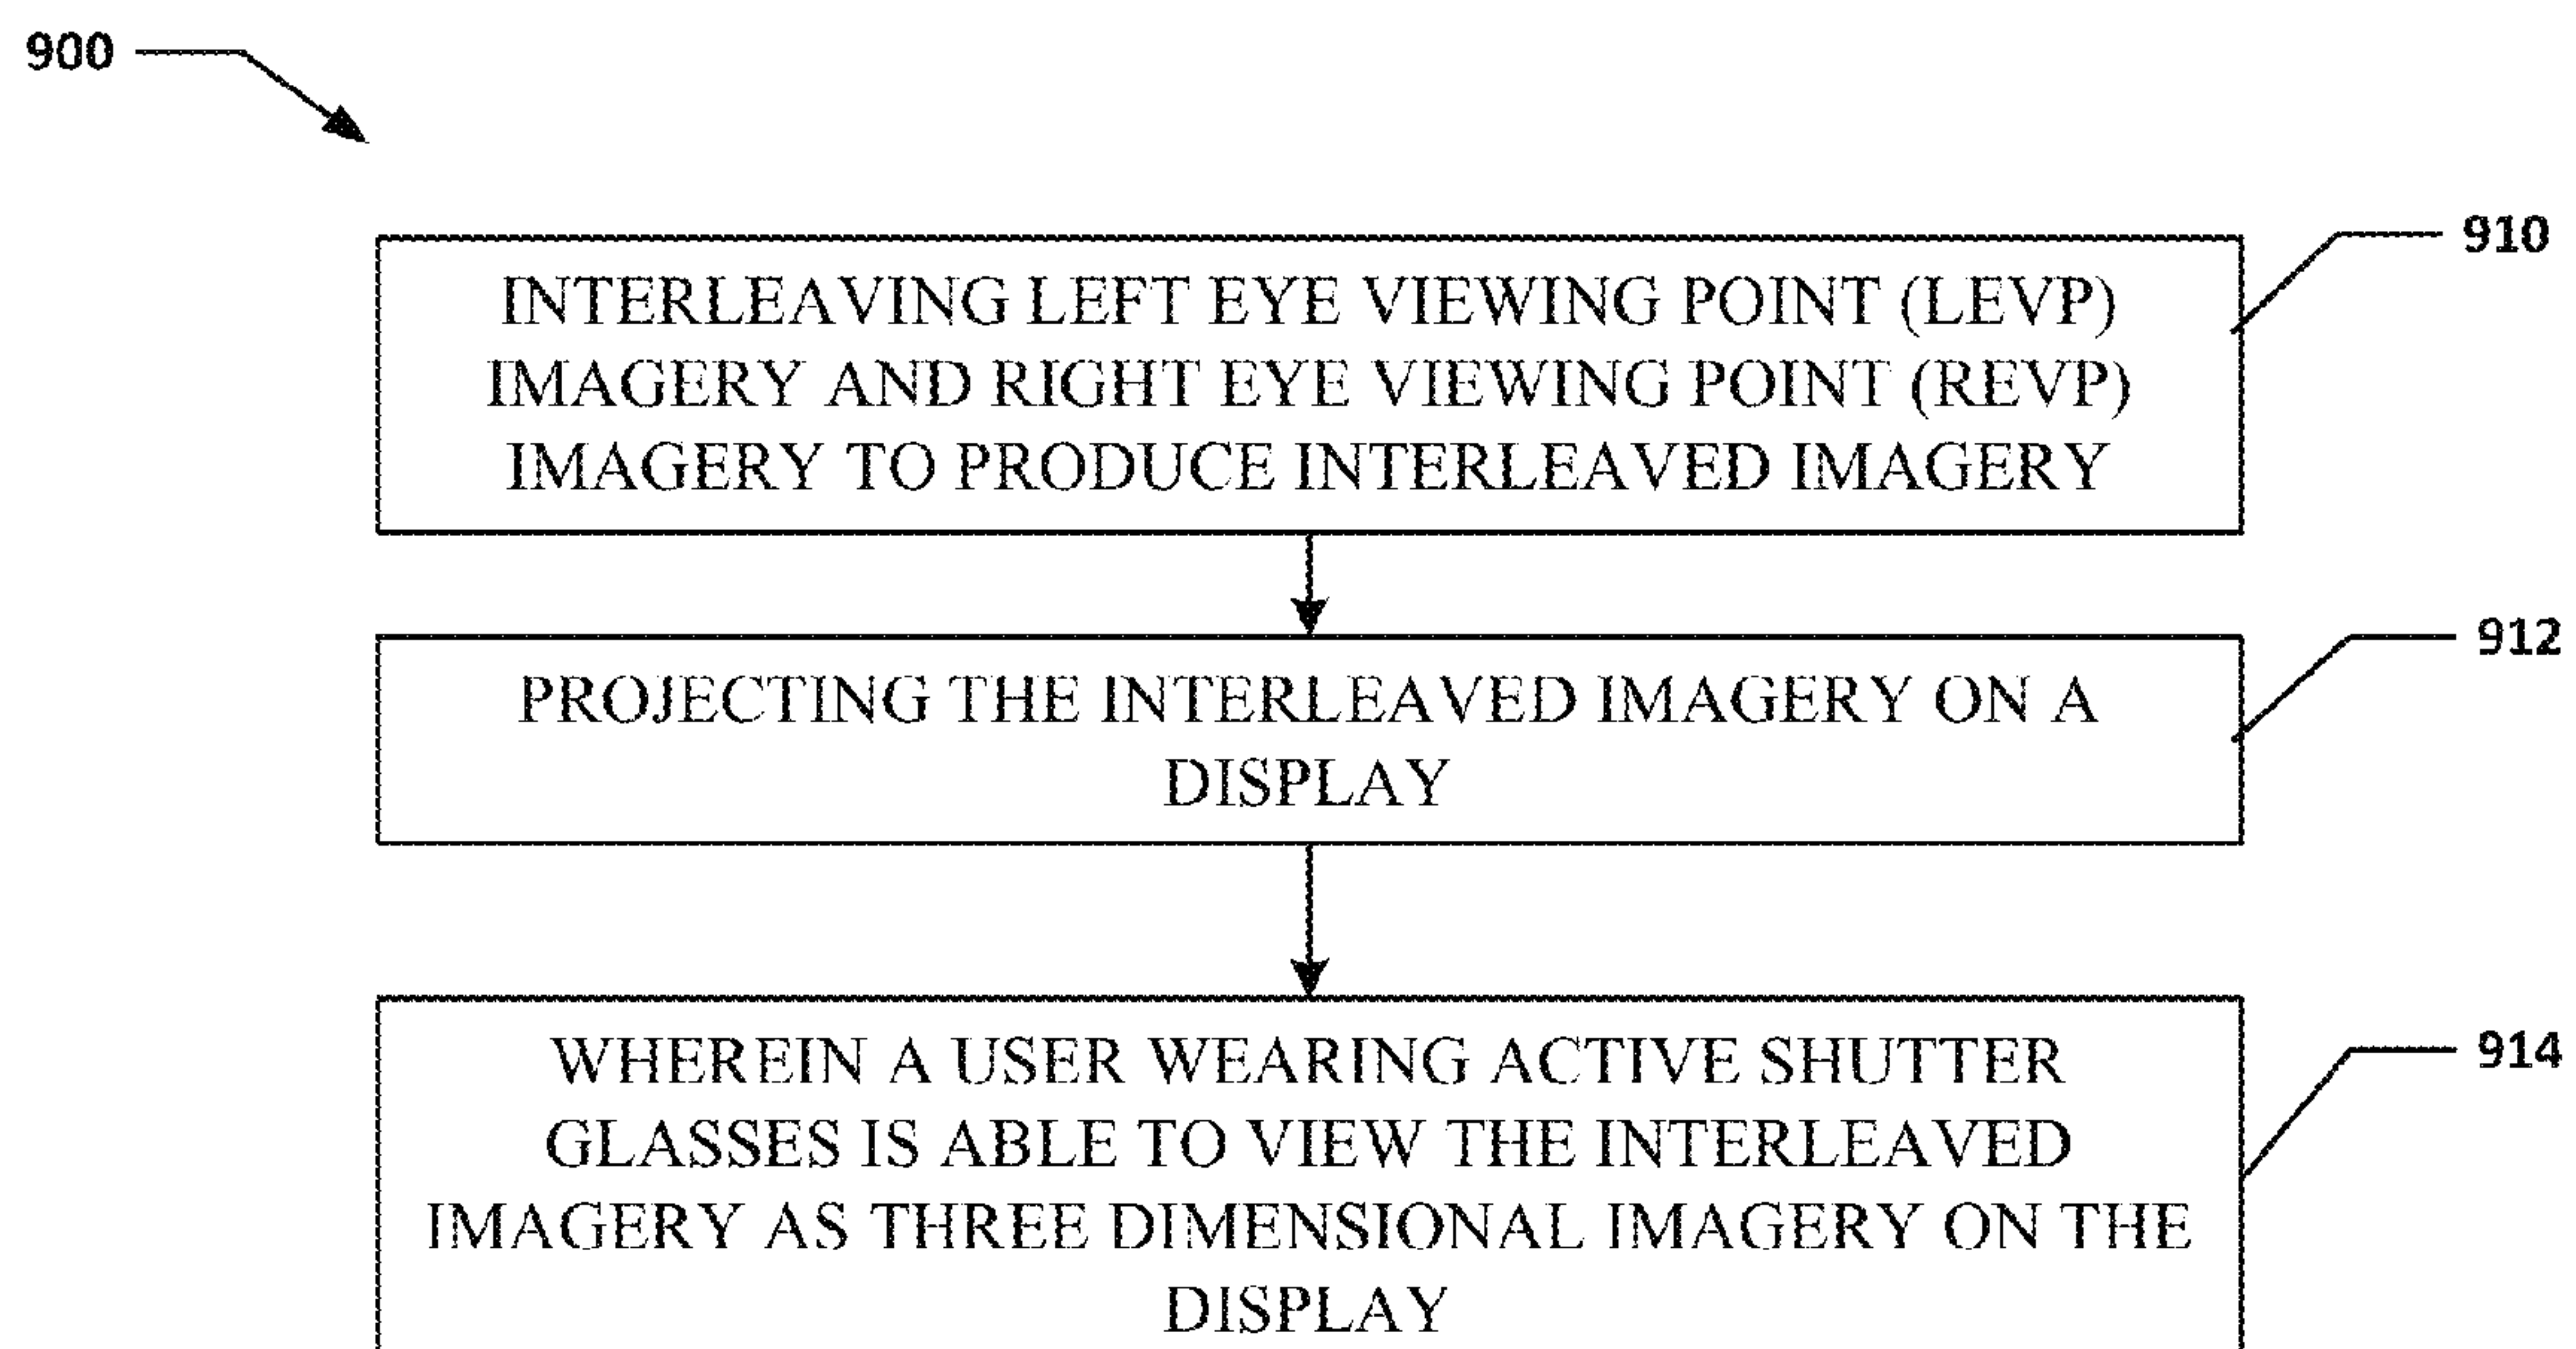 900
910
INTERLEAVING LEFT EYE VIEWING POINT (LEVP)
IMAGERY AND RIGHT EYE VIEWING POINT (REVP)
IMAGERY TO PRODUCE INTERLEAVED IMAGERY
912
PROJECTING THE INTERLEAVED IMAGERY ON A
DISPLAY
914
WHEREIN A USER WEARING ACTIVE SHUTTER
GLASSES IS ABLE TO VIEW THE INTERLEAVED
IMAGERY AS THREE DIMENSIONAL IMAGERY ON THE
DISPLAY